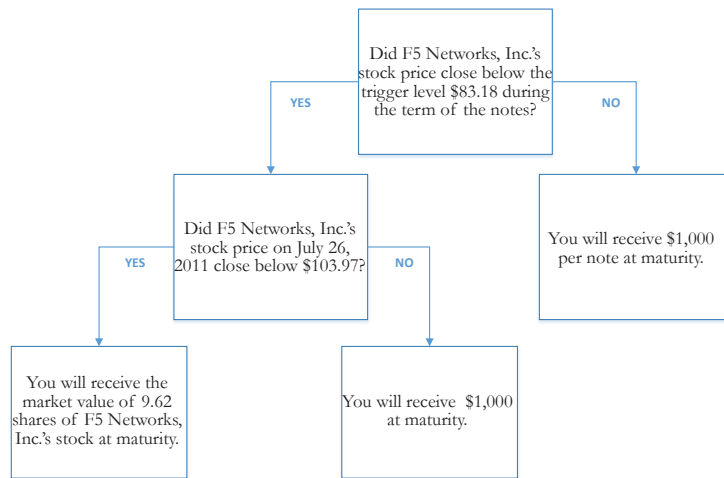 Did F5 Networks, Inc.'s
stock price close below the
trigger level $83.18 during
the term of the notes?
YES
NO
Did F5 Networks, Inc.'s
stock price on July 26,
2011 close below $103.97?
You will receive $1,000
per note at maturity.
YES
NO
You will receive the
market value of 9.62
shares of F5 Networks,
Inc.'s stock at maturity.
You will receive $1,000
at maturity.